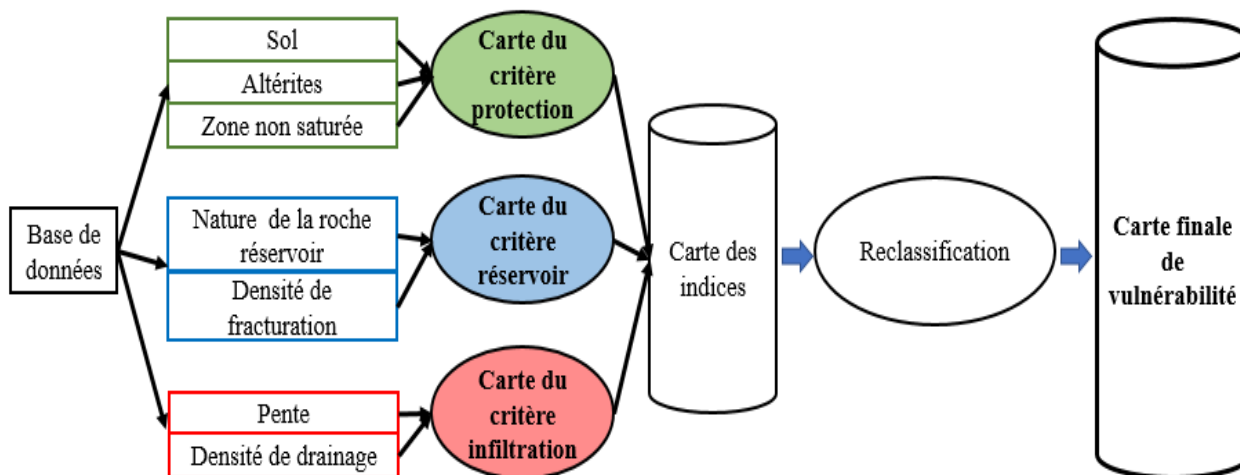 Base de
données
Sol
Altérites
Zone non saturée
Nature de la roche
réservoir
Densité de
fracturation
Pente
Densité de drainage
Carte du
critère
protection
Carte du
critère
réservoir
Carte du
critère
infiltration
Carte des
indices
Reclassification
Carte finale
de
vulnérabilité